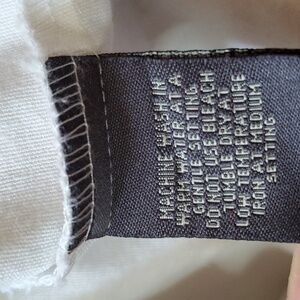 MACHINE WASH IN
WARM WATER AT A
GENTLE SETTING
DO NOT USE BLEACH
TUMBLE DRY AT
LOW TEMPERATURE
IRON AT MEDIUM
SETTING